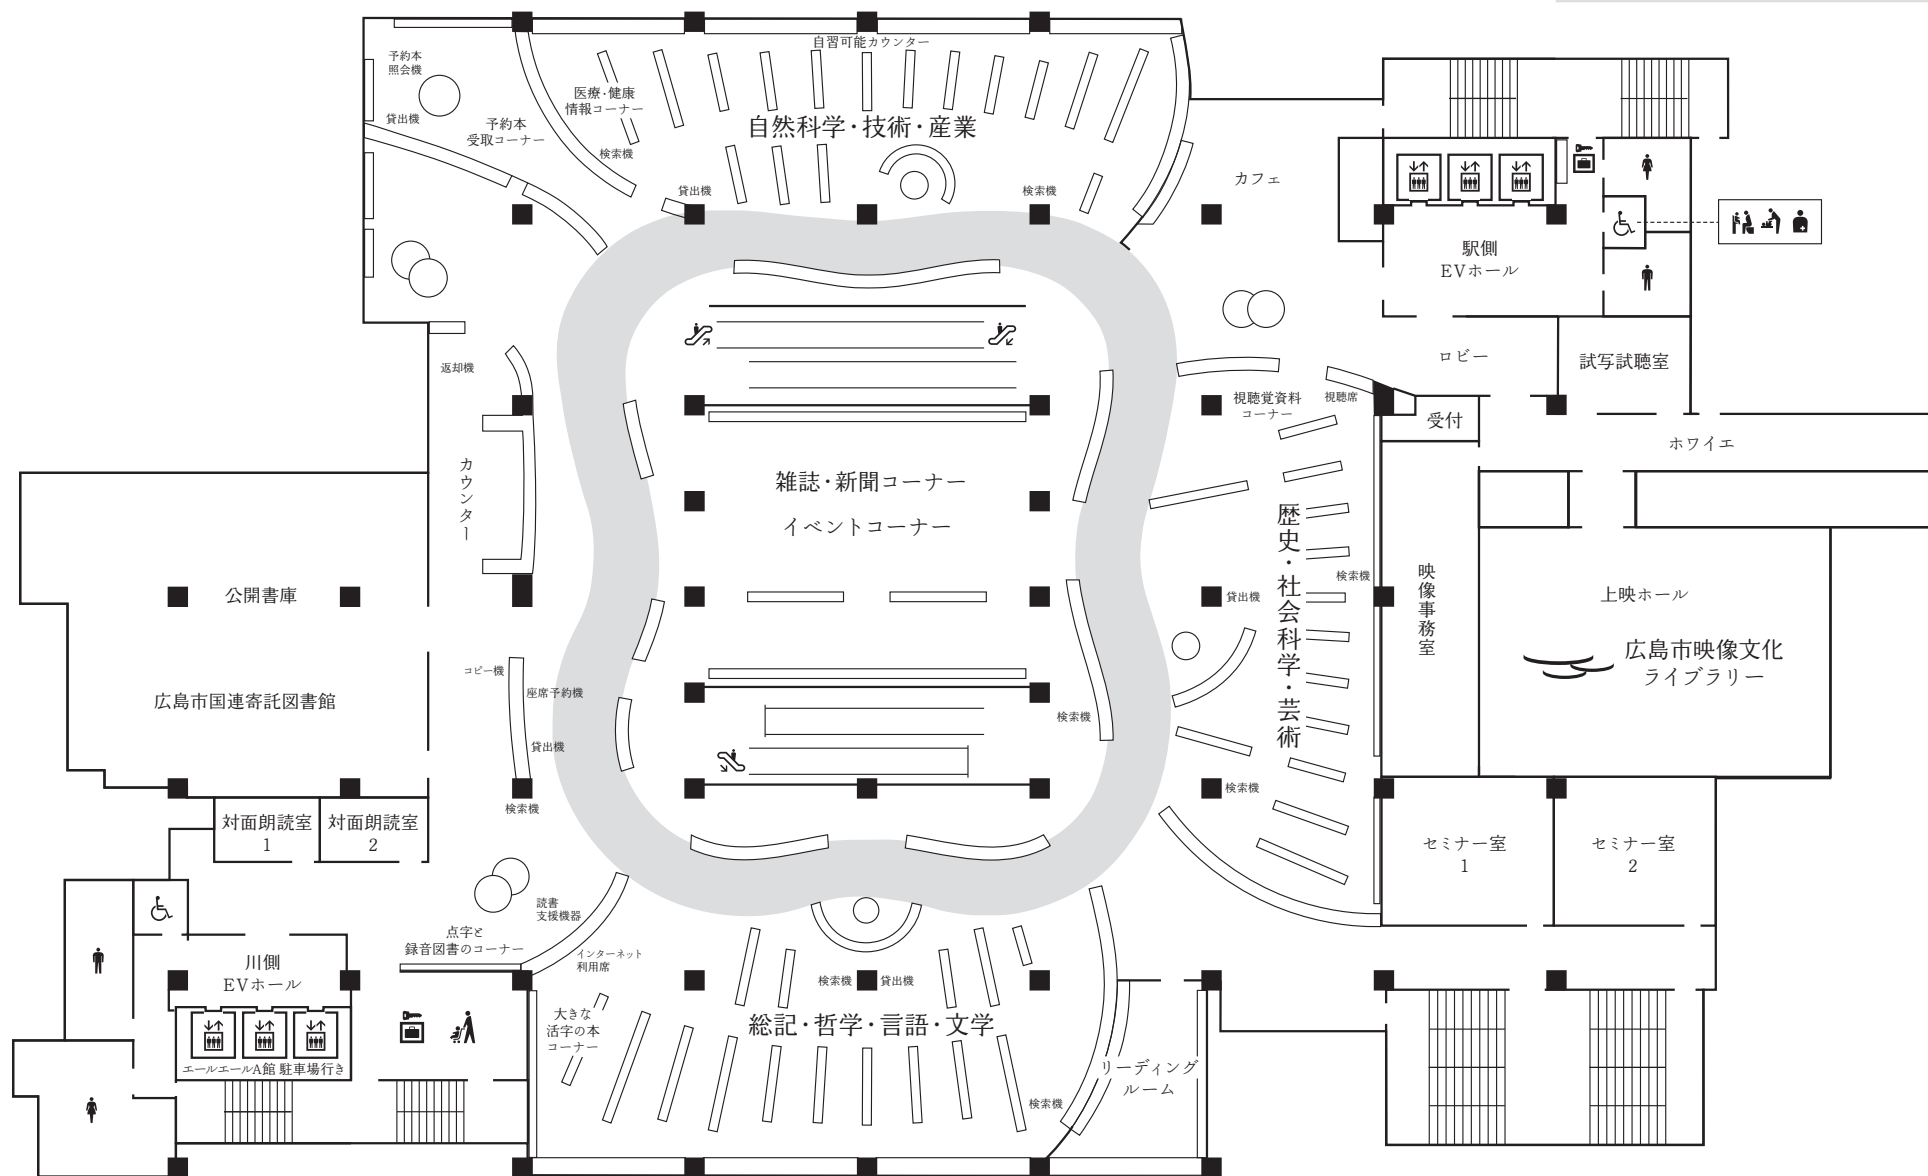 自習可能カウンター
予約本
照会機
貸出機
予約本
受取コーナー
医療・健康
情報コーナー
検索機
自然科学・技術・産業
貸出機
検索機
カフェ
駅側
EVホール
ロビー
試写試聴室
返却機
視聴覚資料
コーナー
視聴席
受付
ホワイエ
カウンター
雑誌・新聞コーナー
イベントコーナー
歴史・社会科学・芸術
検索機
貸出機
映像事務室
上映ホール
広島市映像文化
ライブラリー
公開書庫
広島市国連寄託図書館
コピー機
座席予約機
貸出機
検索機
検索機
検索機
対面朗読室
1
対面朗読室
2
セミナー室
1
セミナー室
2
読書
支援機器
点字と
録音図書のコーナー
インターネット
利用席
川側
EVホール
エールエールA館 駐車場行き
大きな
活字の本
コーナー
検索機
貸出機
総記・哲学・言語・文学
検索機
リーディング
ルーム